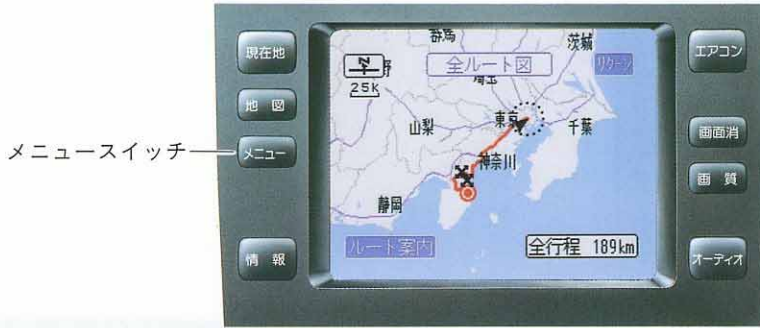 メニュースイッチ
現在地
地 図
メニュー
情 報
エアコン
画面消
画 質
オーディオ
全ルート図
リターン
25K
群馬
茨城
野
埼玉
東京
千葉
山梨
神奈川
静岡
ルート案内
全行程 189km